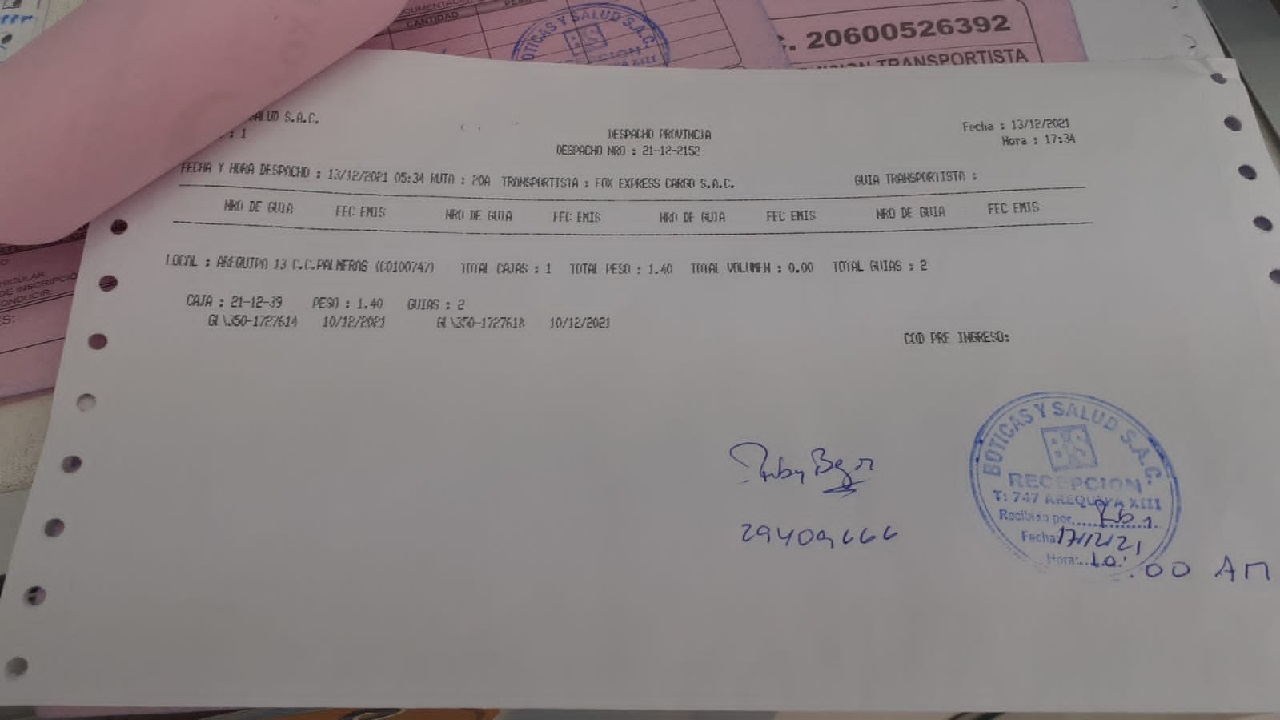 CANTIDAD
BOTICAS Y SALUD S.A.C.
BS
. 20600526392
TRANSPORTISTA
SALUD S.A.C.
: 1
DESPACHO PROVINCIA
DESPACHO NRO : 21-12-2152
Fecha : 13/12/2021
Hora : 17:34
FECHA Y HORA DESPACHO : 13/12/2021 05:34 RUTA : 20A TRANSPORTISTA : FOX EXPRESS CARGO S.A.C. GUIA TRANSPORTISTA :
NRO DE GUIA FEC EMIS NRO DE GUIA FEC EMIS NRO DE GUIA FEC EMIS NRO DE GUIA FEC EMIS
LOCAL : AREQUIPA 13 C.C.PALMERAS (C0100747) TOTAL CAJAS : 1 TOTAL PESO : 1.40 TOTAL VOLUMEN : 0.00 TOTAL GUIAS : 2
CAJA : 21-12-39 PESO : 1.40 GUIAS : 2
350-1727614 10/12/2021 350-1727618 10/12/2021
COD PRE INGRESO:
29409666
BOTICAS Y SALUD S.A.C.
BS
RECEPCION
T: 747 AREQUIPA XIII
Recibido por
Fecha 17/12/21
Hora: 10:00 AM